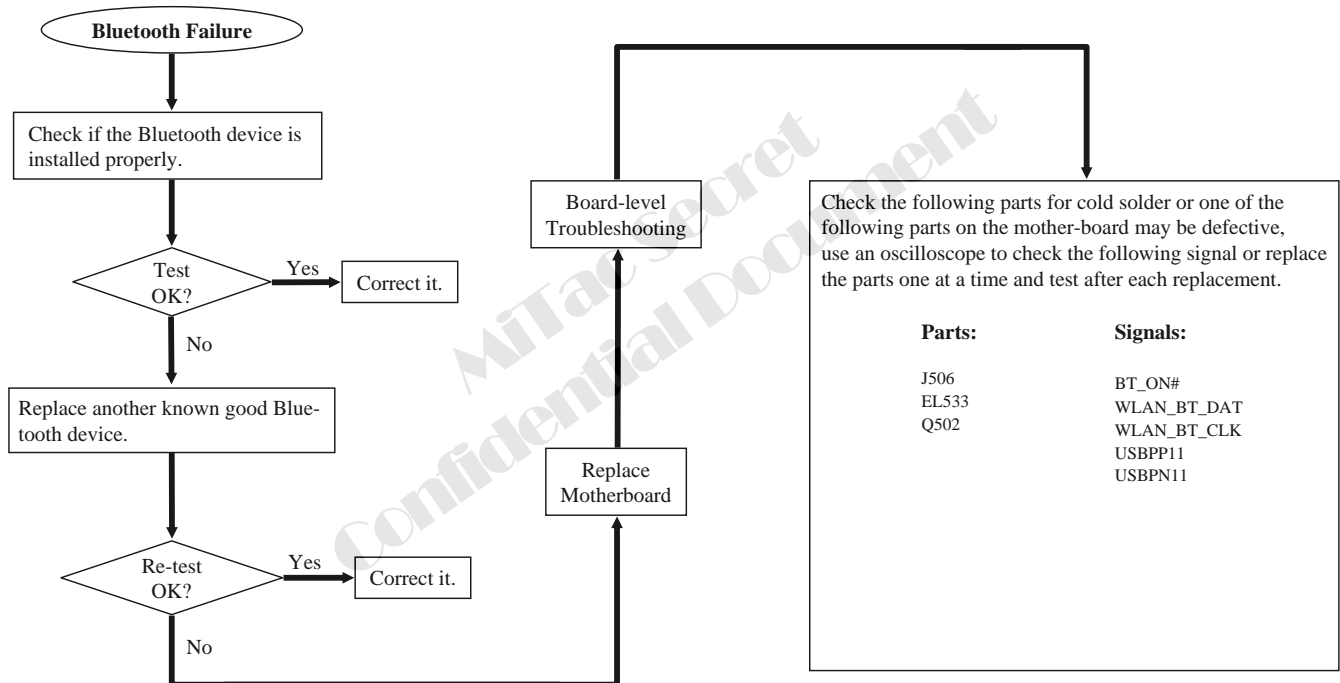 Bluetooth Failure
Check if the Bluetooth device is
installed properly.
Test
OK?
Yes
Correct it.
No
Replace another known good Blue-
tooth device.
Re-test
OK?
Yes
Correct it.
No
Replace
Motherboard
Board-level
Troubleshooting
Check the following parts for cold solder or one of the
following parts on the mother-board may be defective,
use an oscilloscope to check the following signal or replace
the parts one at a time and test after each replacement.
Parts:
J506
EL533
Q502
Signals:
BT_ON#
WLAN_BT_DAT
WLAN_BT_CLK
USBPP11
USBPN11
MiTac Secret
Confidential Document